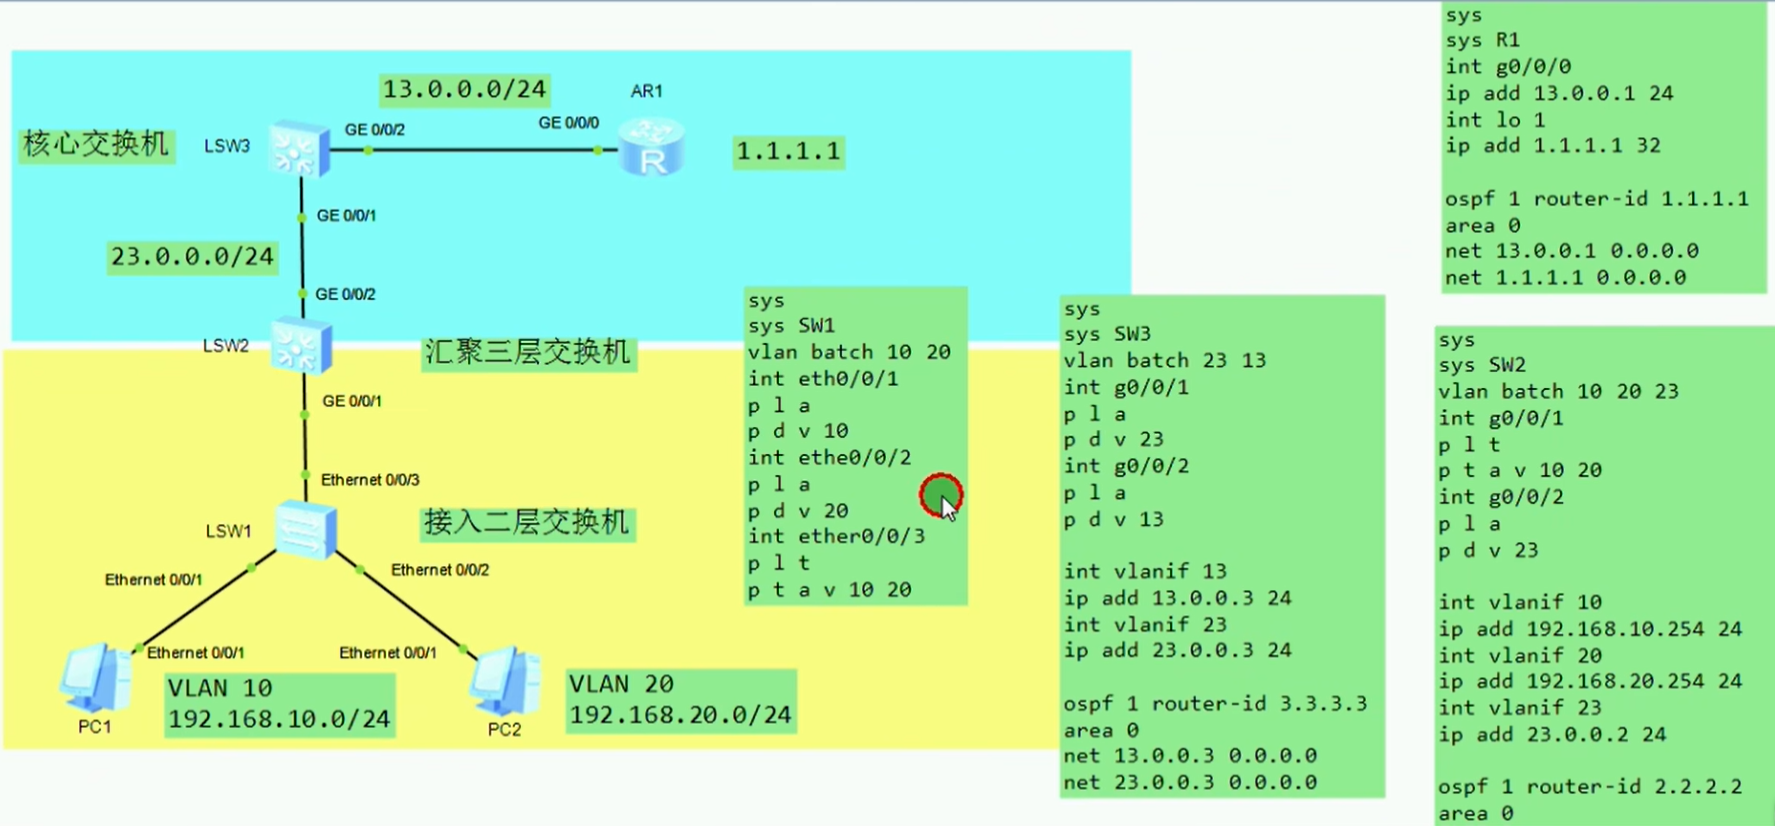 13.0.0.0/24
AR1
核心交换机
LSW3
GE 0/0/2
GE 0/0/0
1.1.1.1
GE 0/0/1
23.0.0.0/24
GE 0/0/2
LSW2
汇聚三层交换机
GE 0/0/1
Ethernet 0/0/3
LSW1
接入二层交换机
Ethernet 0/0/1
Ethernet 0/0/2
Ethernet 0/0/1
Ethernet 0/0/1
PC1
VLAN 10
192.168.10.0/24
PC2
VLAN 20
192.168.20.0/24
sys
sys SW1
vlan batch 10 20
int eth0/0/1
p l a
p d v 10
int ethe0/0/2
p l a
p d v 20
int ether0/0/3
p l t
p t a v 10 20
sys
sys SW3
vlan batch 23 13
int g0/0/1
p l a
p d v 23
int g0/0/2
p l a
p d v 13
int vlanif 13
ip add 13.0.0.3 24
int vlanif 23
ip add 23.0.0.3 24
ospf 1 router-id 3.3.3.3
area 0
net 13.0.0.3 0.0.0.0
net 23.0.0.3 0.0.0.0
sys
sys R1
int g0/0/0
ip add 13.0.0.1 24
int lo 1
ip add 1.1.1.1 32
ospf 1 router-id 1.1.1.1
area 0
net 13.0.0.1 0.0.0.0
net 1.1.1.1 0.0.0.0
sys
sys SW2
vlan batch 10 20 23
int g0/0/1
p l t
p t a v 10 20
int g0/0/2
p l a
p d v 23
int vlanif 10
ip add 192.168.10.254 24
int vlanif 20
ip add 192.168.20.254 24
int vlanif 23
ip add 23.0.0.2 24
ospf 1 router-id 2.2.2.2
area 0